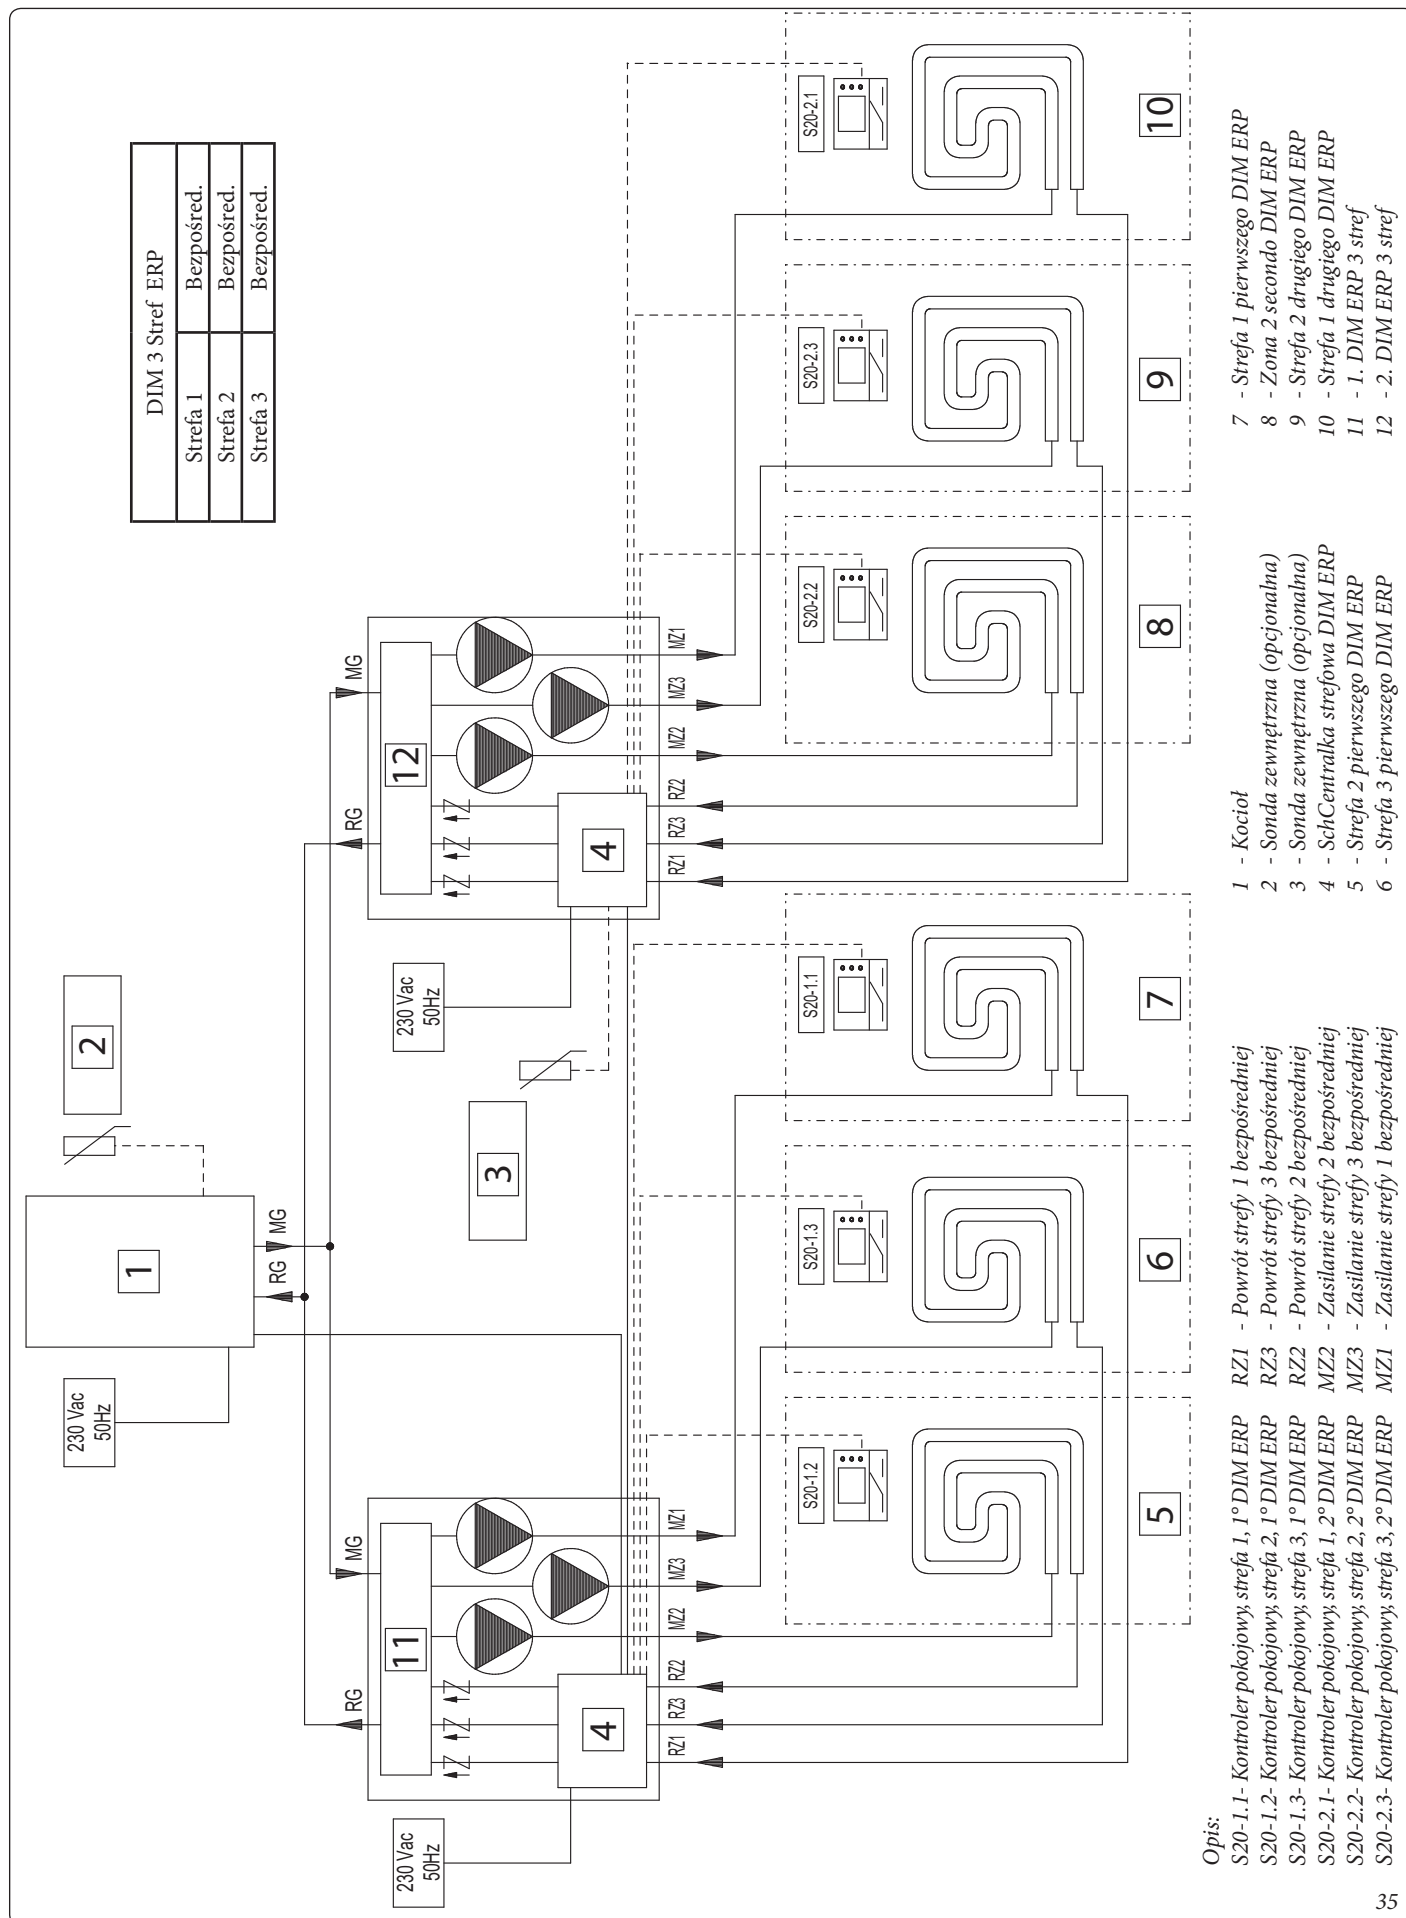 DIM 3 Stref ERP
Strefa 1 Bezpośred.
Strefa 2 Bezpośred.
Strefa 3 Bezpośred.
230 Vac
50Hz
1
2
RG
MG
230 Vac
50Hz
RG
MG
11
4
RZ1
RZ3
RZ2
MZ2
MZ3
MZ1
3
230 Vac
50Hz
RG
MG
12
4
RZ1
RZ3
RZ2
MZ2
MZ3
MZ1
S20-1.2
S20-1.3
S20-1.1
S20-2.2
S20-2.3
S20-2.1
5
6
7
8
9
10
Opis:
S20-1.1- Kontroler pokojowy, strefa 1, 1° DIM ERP
S20-1.2- Kontroler pokojowy, strefa 2, 1° DIM ERP
S20-1.3- Kontroler pokojowy, strefa 3, 1° DIM ERP
S20-2.1- Kontroler pokojowy, strefa 1, 2° DIM ERP
S20-2.2- Kontroler pokojowy, strefa 2, 2° DIM ERP
S20-2.3- Kontroler pokojowy, strefa 3, 2° DIM ERP
RZ1 - Powrót strefy 1 bezpośredniej
RZ3 - Powrót strefy 3 bezpośredniej
RZ2 - Powrót strefy 2 bezpośredniej
MZ2 - Zasilanie strefy 2 bezpośredniej
MZ3 - Zasilanie strefy 3 bezpośredniej
MZ1 - Zasilanie strefy 1 bezpośredniej
1 - Kocioł
2 - Sonda zewnętrzna (opcjonalna)
3 - Sonda zewnętrzna (opcjonalna)
4 - SchCentralka strefowa DIM ERP
5 - Strefa 2 pierwszego DIM ERP
6 - Strefa 3 pierwszego DIM ERP
7 - Strefa 1 pierwszego DIM ERP
8 - Zona 2 secondo DIM ERP
9 - Strefa 2 drugiego DIM ERP
10 - Strefa 1 drugiego DIM ERP
11 - 1. DIM ERP 3 stref
12 - 2. DIM ERP 3 stref
35